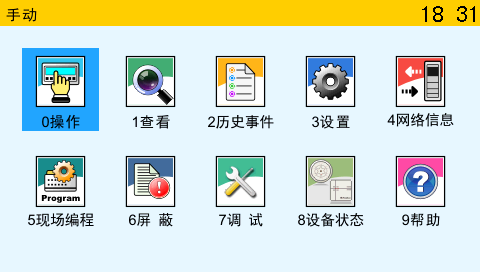 手动 18 31
0操作 1查看 2历史事件 3设置 4网络信息
Program
5现场编程 6屏 蔽 7调 试 8设备状态 9帮助